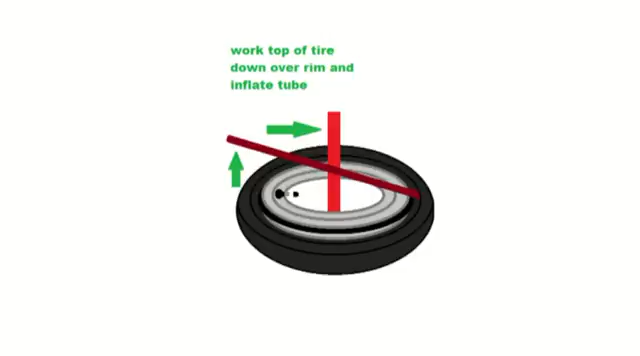 work top of tire
down over rim and
inflate tube